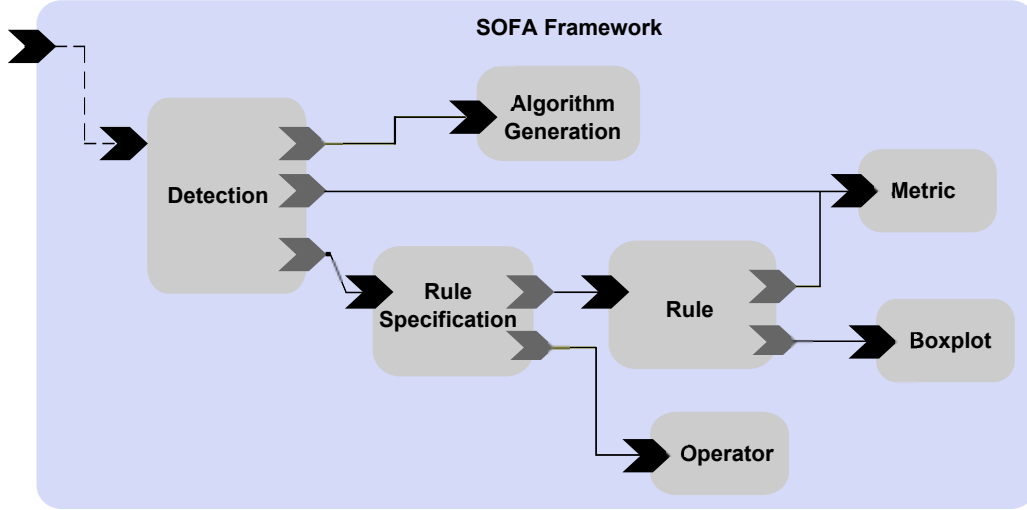 SOFA Framework
Algorithm
Generation
Detection
Metric
Rule
Specification
Rule
Boxplot
Operator